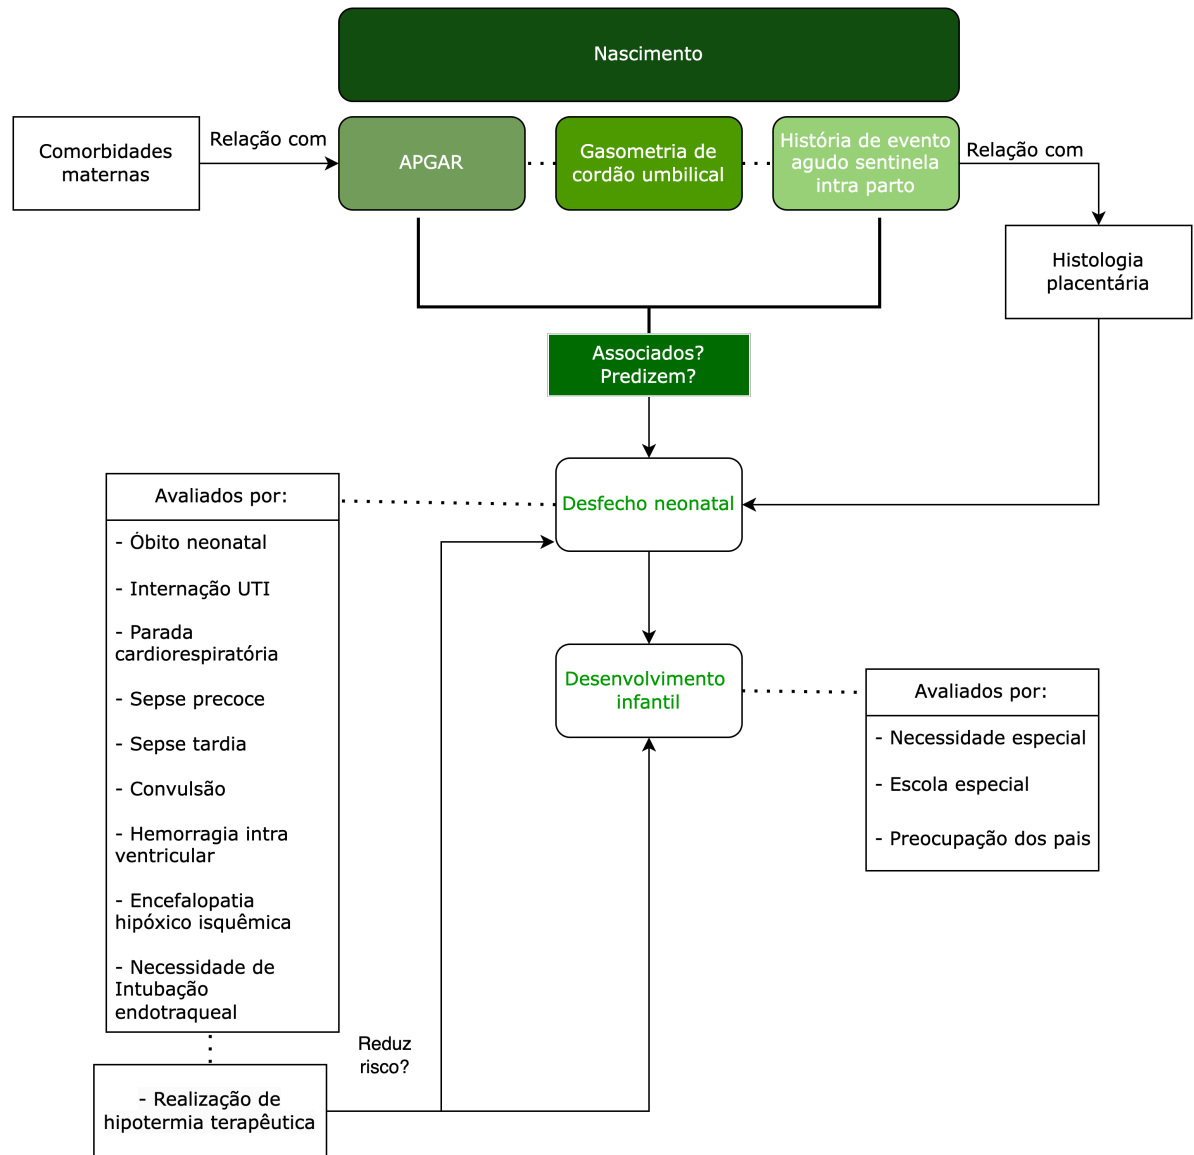 Nascimento
Comorbidades
maternas
Relação com
APGAR
Gasometria de
cordão umbilical
História de evento
agudo sentinela
intra parto
Relação com
Histologia
placentária
Associados?
Predizem?
Desfecho neonatal
Avaliados por:
- Óbito neonatal
- Internação UTI
- Parada
cardiorespiratória
- Sepse precoce
- Sepse tardia
- Convulsão
- Hemorragia intra
ventricular
- Encefalopatia
hipóxico isquêmica
- Necessidade de
Intubação
endotraqueal
Desenvolvimento
infantil
Avaliados por:
- Necessidade especial
- Escola especial
- Preocupação dos pais
Reduz
risco?
- Realização de
hipotermia terapêutica